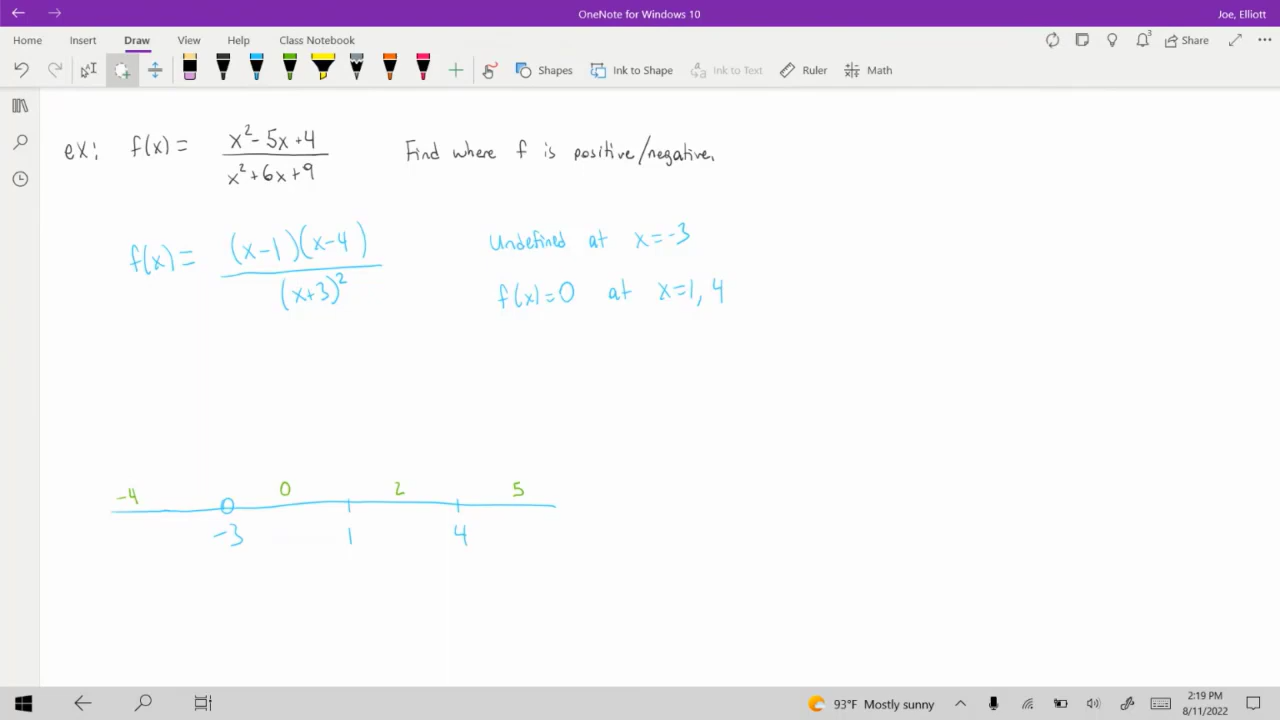 OneNote for Windows 10
Joe, Elliott
Home Insert Draw View Help Class Notebook
3 Share
Shapes Ink to Shape Ink to Text Ruler Math
ex: f(x) = x²-5x+4 / x²+6x+9 Find where f is positive/negative.
f(x) = (x-1)(x-4) / (x+3)²
Undefined at x=-3
f(x)=0 at x=1, 4
-4 0 2 5
-3 1 4
93°F Mostly sunny
2:19 PM
8/11/2022